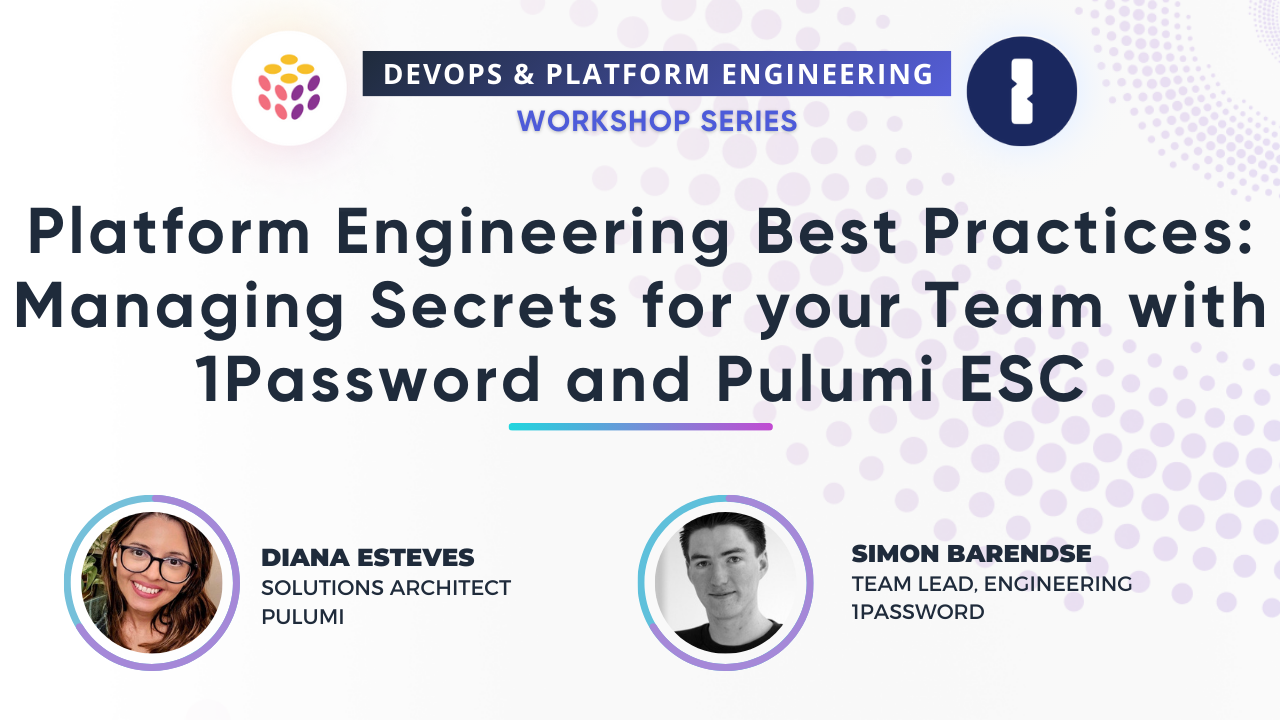 DEVOPS & PLATFORM ENGINEERING
WORKSHOP SERIES
Platform Engineering Best Practices:
Managing Secrets for your Team with
1Password and Pulumi ESC
DIANA ESTEVES
SOLUTIONS ARCHITECT
PULUMI
SIMON BARENDSE
TEAM LEAD, ENGINEERING
1PASSWORD